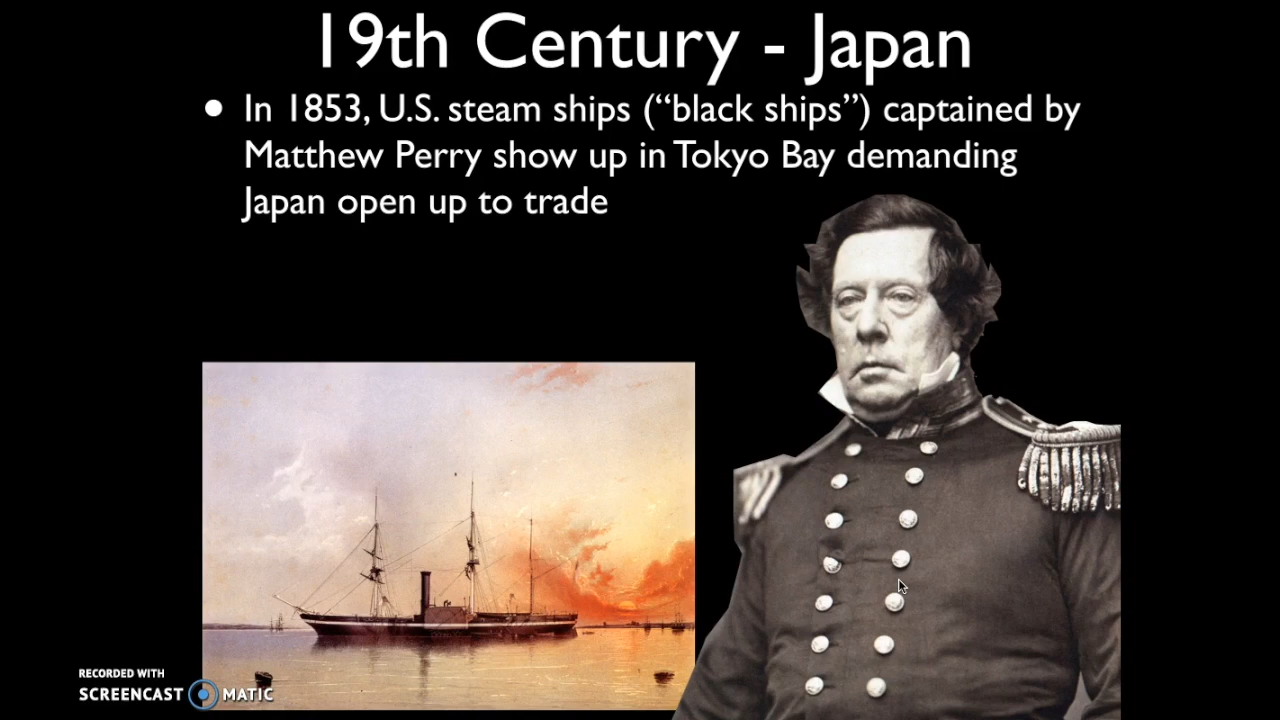 19th Century - Japan
• In 1853, U.S. steam ships (“black ships”) captained by
Matthew Perry show up in Tokyo Bay demanding
Japan open up to trade
RECORDED WITH
SCREENCAST MATIC